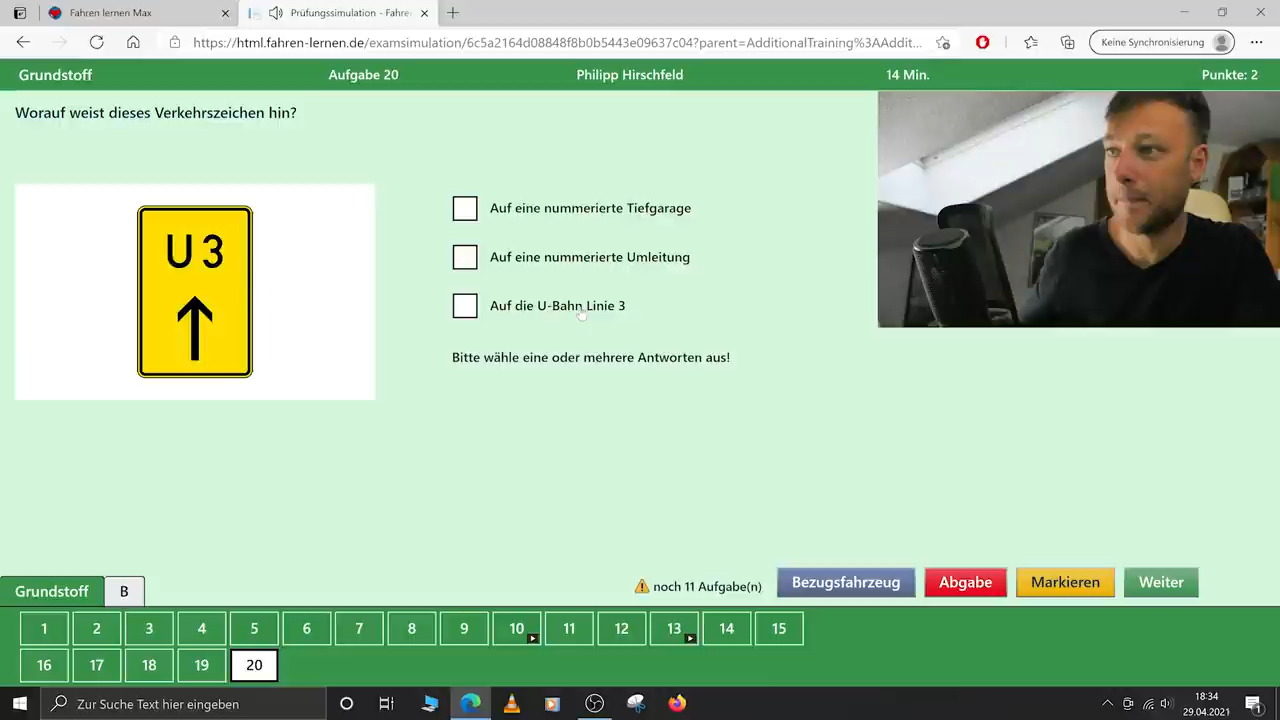 Fahren lernen Max
Prüfungssimulation - Fahre
https://html.fahren-lernen.de/examsimulation/6c5a2164d08848f8b0b5443e09637c04?parent=AdditionalTraining%3AAddit...
Keine Synchronisierung
Grundstoff
Aufgabe 20
Philipp Hirschfeld
14 Min.
Punkte: 2
Worauf weist dieses Verkehrszeichen hin?
U 3
Auf eine nummerierte Tiefgarage
Auf eine nummerierte Umleitung
Auf die U-Bahn Linie 3
Bitte wähle eine oder mehrere Antworten aus!
Grundstoff
B
noch 11 Aufgabe(n)
Bezugsfahrzeug
Abgabe
Markieren
Weiter
1 2 3 4 5 6 7 8 9 10 11 12 13 14 15
16 17 18 19 20
Zur Suche Text hier eingeben
18:34
29.04.2021
1